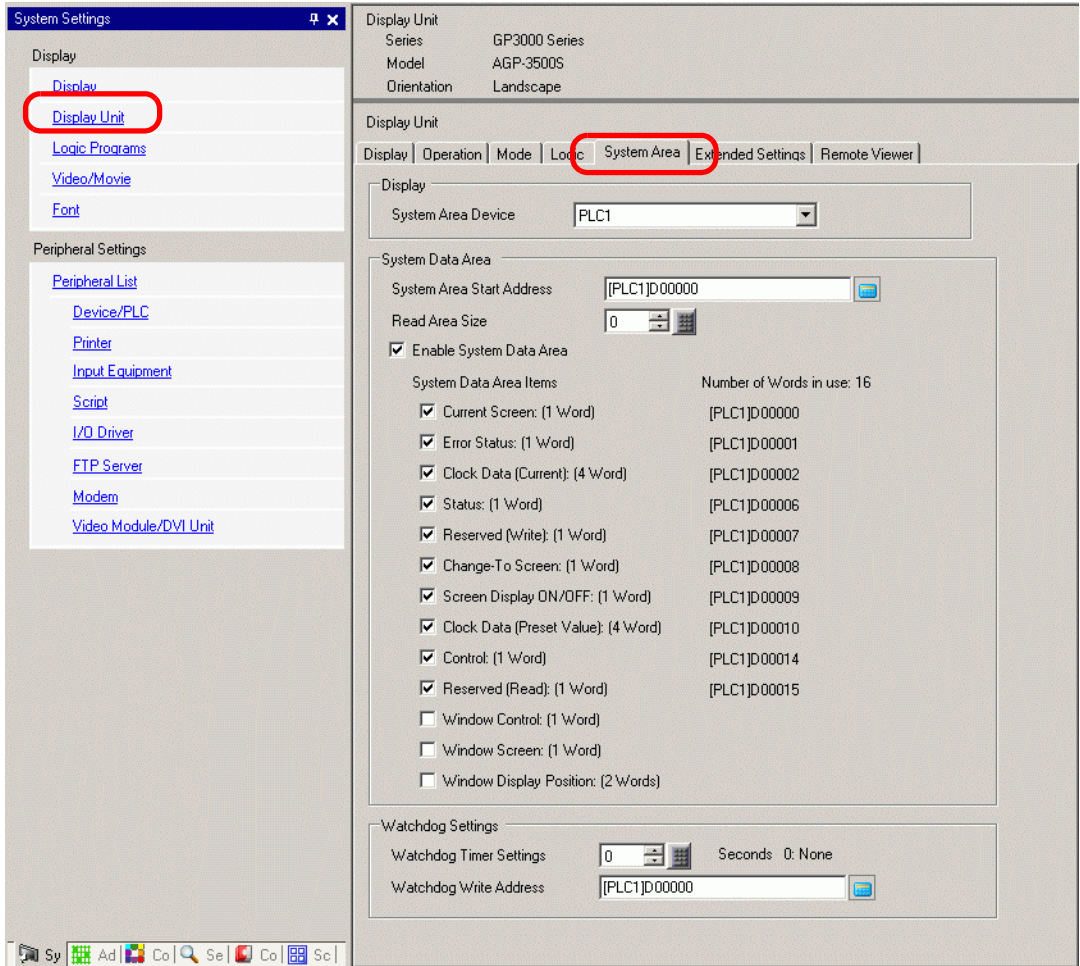 System Settings
Display
Display
Display Unit
Logic Programs
Video/Movie
Font
Peripheral Settings
Peripheral List
Device/PLC
Printer
Input Equipment
Script
I/O Driver
FTP Server
Modem
Video Module/DVI Unit
Sy Ad Co Se Co Sc
Display Unit
Series GP3000 Series
Model AGP-3500S
Orientation Landscape
Display Unit
Display Operation Mode Logic System Area Extended Settings Remote Viewer
Display
System Area Device PLC1
System Data Area
System Area Start Address [PLC1]D00000
Read Area Size 0
Enable System Data Area
System Data Area Items Number of Words in use: 16
Current Screen: (1 Word) [PLC1]D00000
Error Status: (1 Word) [PLC1]D00001
Clock Data (Current): (4 Word) [PLC1]D00002
Status: (1 Word) [PLC1]D00006
Reserved (Write): (1 Word) [PLC1]D00007
Change-To Screen: (1 Word) [PLC1]D00008
Screen Display ON/OFF: (1 Word) [PLC1]D00009
Clock Data (Preset Value): (4 Word) [PLC1]D00010
Control: (1 Word) [PLC1]D00014
Reserved (Read): (1 Word) [PLC1]D00015
Window Control: (1 Word)
Window Screen: (1 Word)
Window Display Position: (2 Words)
Watchdog Settings
Watchdog Timer Settings 0 Seconds 0: None
Watchdog Write Address [PLC1]D00000